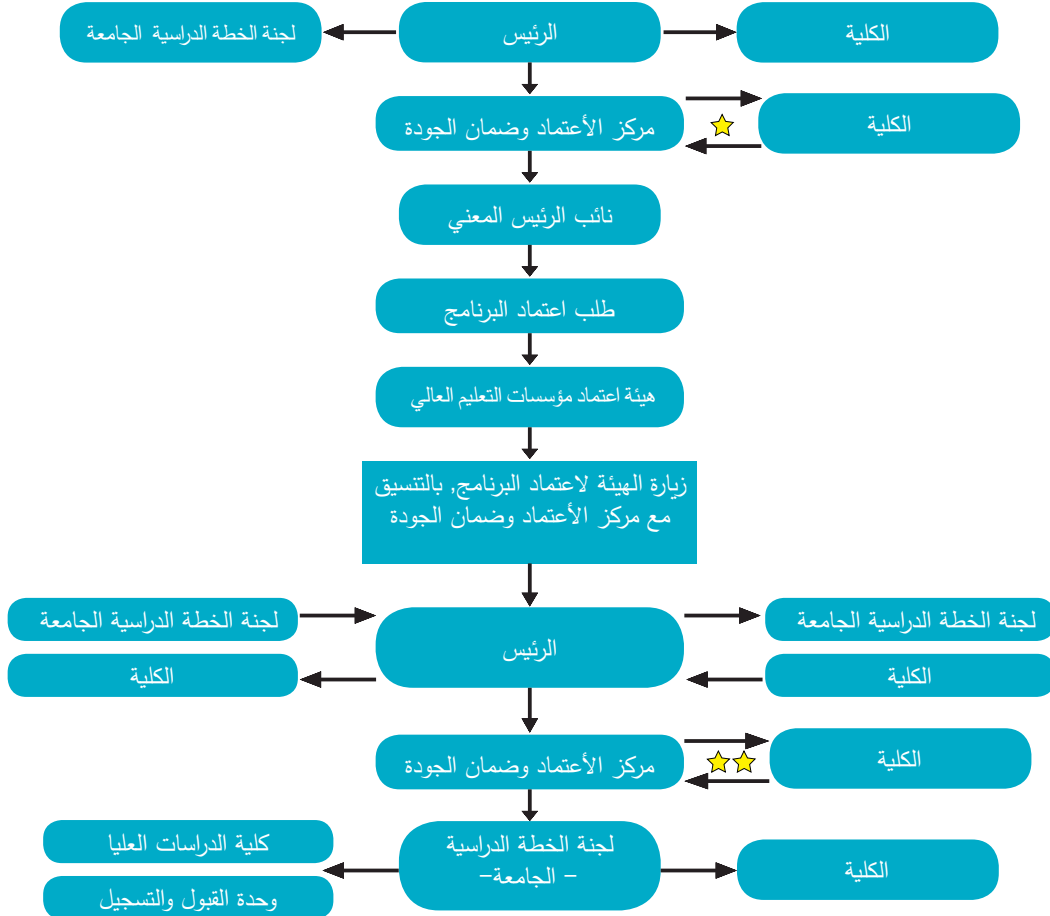 الكلية
الرئيس
لجنة الخطة الدراسية الجامعة
الكلية
مركز الأعتماد وضمان الجودة
نائب الرئيس المعني
طلب اعتماد البرنامج
هيئة اعتماد مؤسسات التعليم العالي
زيارة الهيئة لاعتماد البرنامج, بالتنسيق
مع مركز الأعتماد وضمان الجودة
لجنة الخطة الدراسية الجامعة
لجنة الخطة الدراسية الجامعة
الرئيس
الكلية
الكلية
الكلية
مركز الأعتماد وضمان الجودة
لجنة الخطة الدراسية
– الجامعة–
الكلية
كلية الدراسات العليا
وحدة القبول والتسجيل